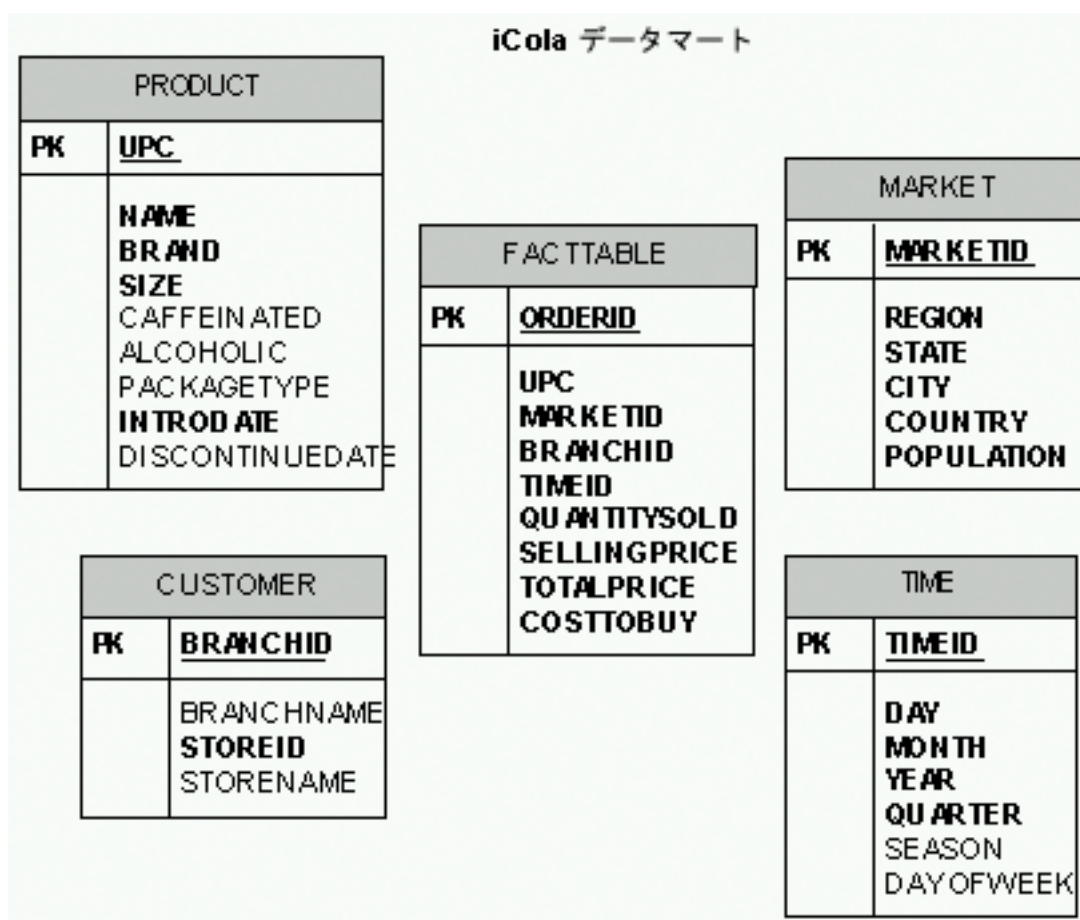 iCola データマート
PRODUCT
PK UPC
NAME
BRAND
SIZE
CAFFEINATED
ALCOHOLIC
PACKAGETYPE
INTRODATE
DISCONTINUEDATE
FACTTABLE
PK ORDERID
UPC
MARKETID
BRANCHID
TIMEID
QUANTITYSOLD
SELLINGPRICE
TOTALPRICE
COSTTOBUY
MARKET
PK MARKETID
REGION
STATE
CITY
COUNTRY
POPULATION
CUSTOMER
PK BRANCHID
BRANCHNAME
STOREID
STORENAME
TIME
PK TIMEID
DAY
MONTH
YEAR
QUARTER
SEASON
DAYOFWEEK